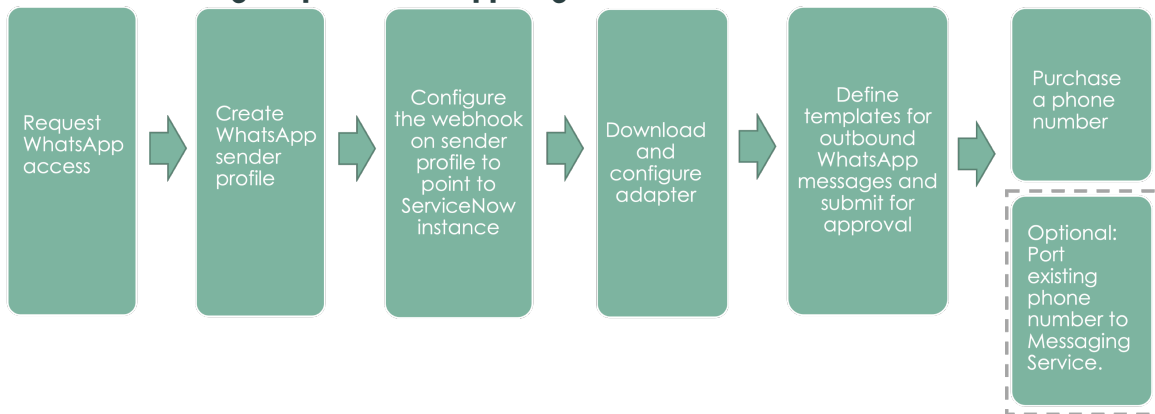 Request
WhatsApp
access
Create
WhatsApp
sender
profile
Configure
the webhook
on sender
profile to
point to
ServiceNow
instance
Download
and
configure
adapter
Define
templates for
outbound
WhatsApp
messages and
submit for
approval
Purchase
a phone
number
Optional:
Port
existing
phone
number to
Messaging
Service.